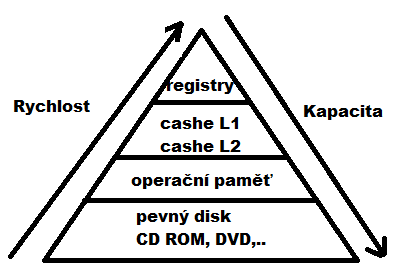 registry
Rychlost
Kapacita
cashe L1
cashe L2
operační paměť
pevný disk
CD ROM, DVD,..